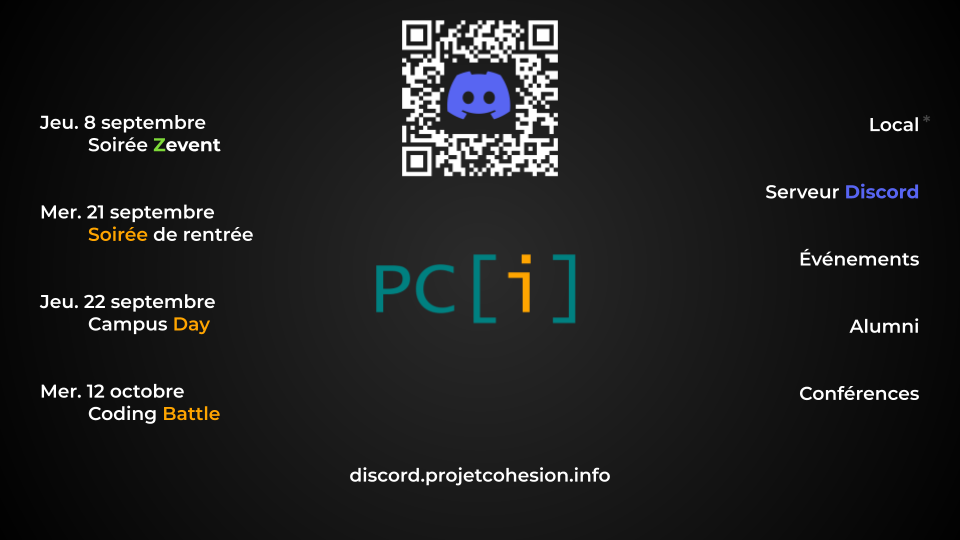 Jeu. 8 septembre
Soirée Zevent
Mer. 21 septembre
Soirée de rentrée
Jeu. 22 septembre
Campus Day
Mer. 12 octobre
Coding Battle
PC[i]
Local*
Serveur Discord
Événements
Alumni
Conférences
discord.projetcohesion.info